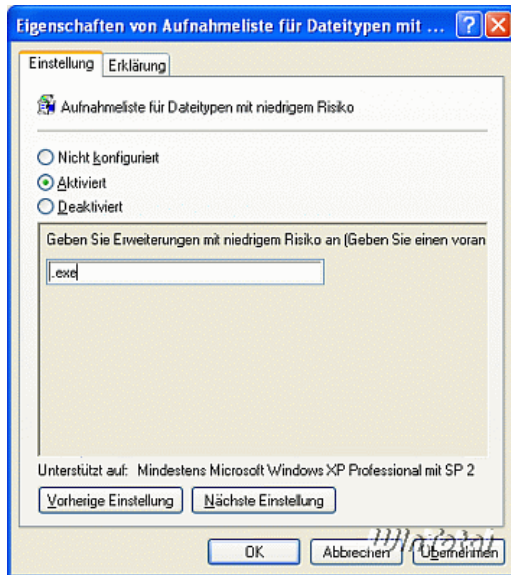 Eigenschaften von Aufnahmeliste für Dateitypen mit ...
Einstellung Erklärung
Aufnahmeliste für Dateitypen mit niedrigem Risiko
Nicht konfiguriert
Aktiviert
Deaktiviert
Geben Sie Erweiterungen mit niedrigem Risiko an (Geben Sie einen voran
.exe
Unterstützt auf: Mindestens Microsoft Windows XP Professional mit SP 2
Vorherige Einstellung Nächste Einstellung
OK Abbrechen Übernehmen
WinTotal